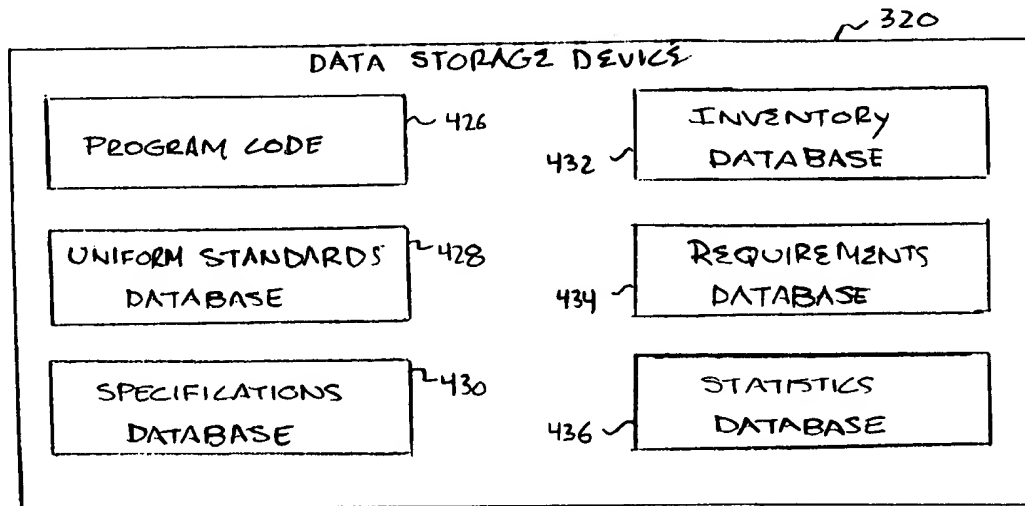 320
DATA STORAGE DEVICE
PROGRAM CODE
426
UNIFORM STANDARDS
DATABASE
428
SPECIFICATIONS
DATABASE
430
INVENTORY
DATABASE
432
REQUIREMENTS
DATABASE
434
STATISTICS
DATABASE
436